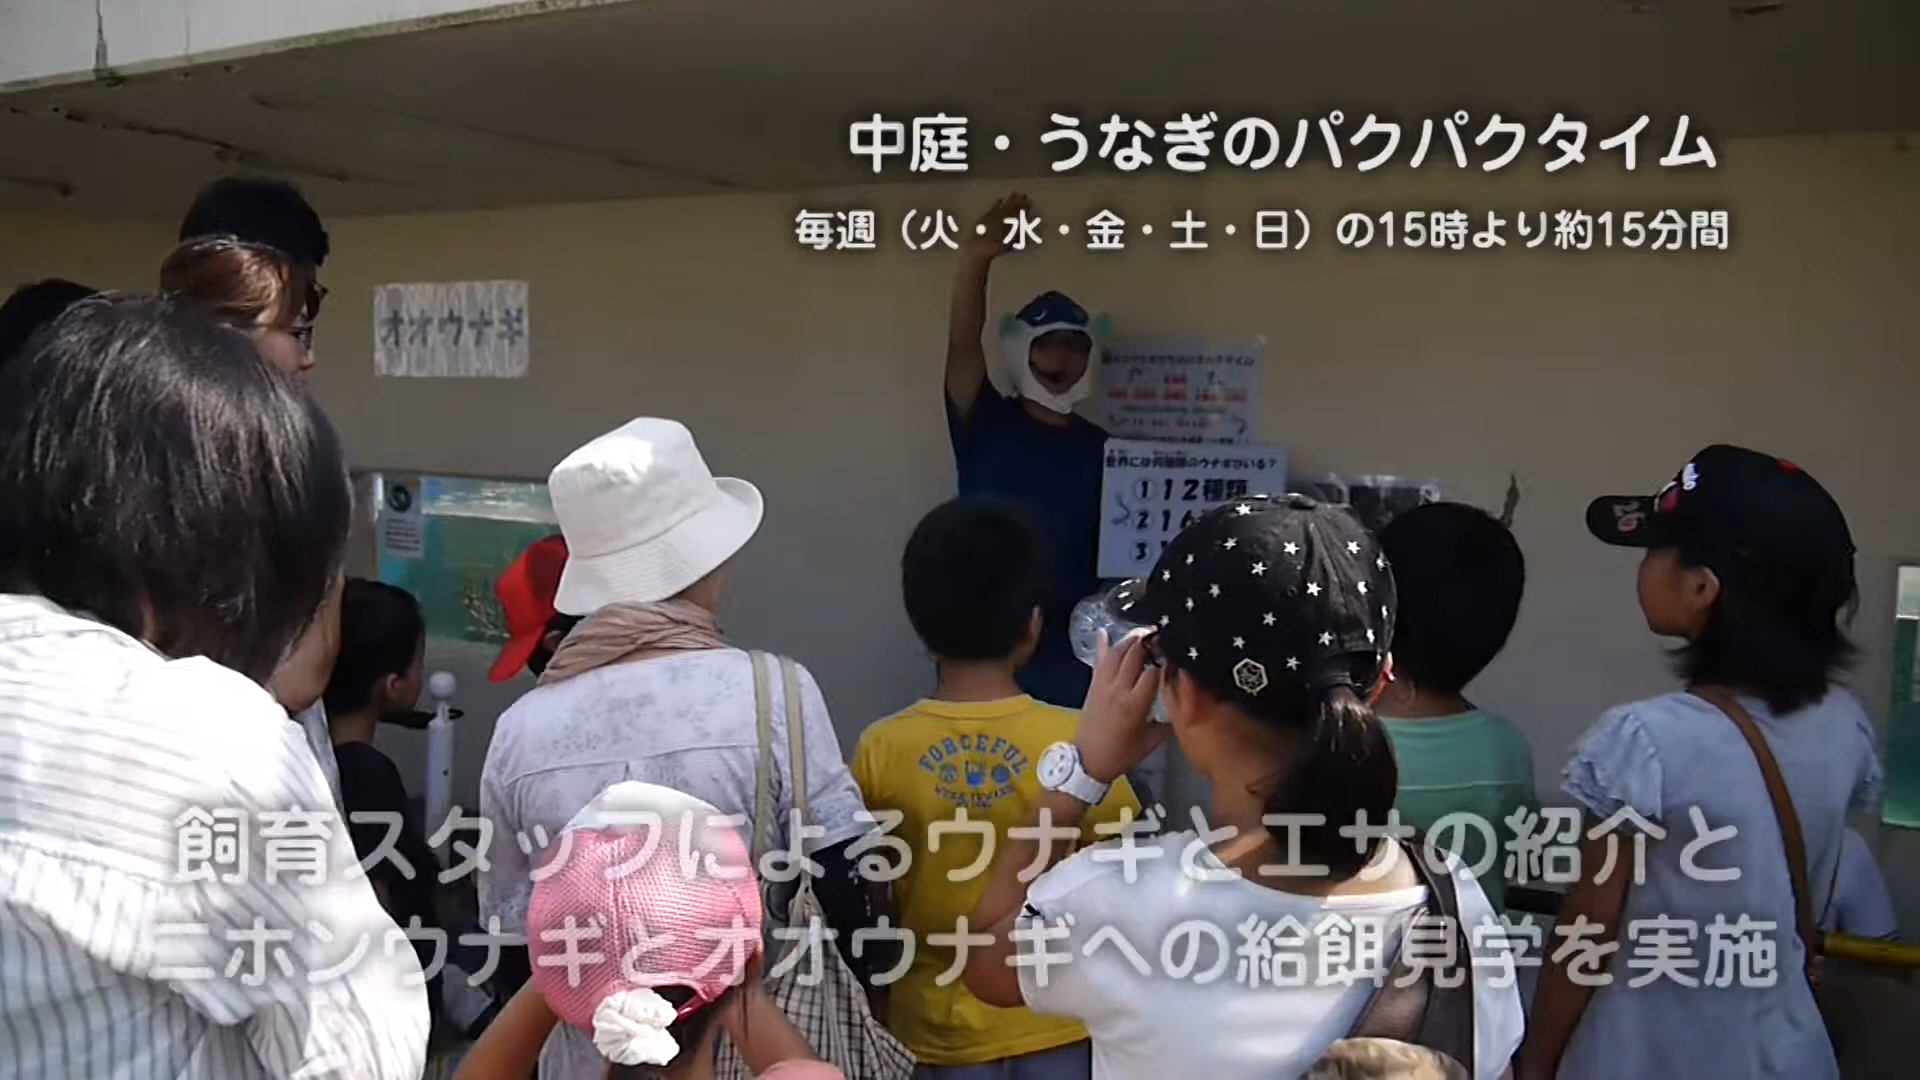 中庭・うなぎのパクパクタイム
毎週（火・水・金・土・日）の15時より約15分間
オオウナギ
世界には何種類のウナギがいる？
①12種類
②16
③
FORCEFUL
飼育スタッフによるウナギとエサの紹介と
ニホンウナギとオオウナギへの給餌見学を実施